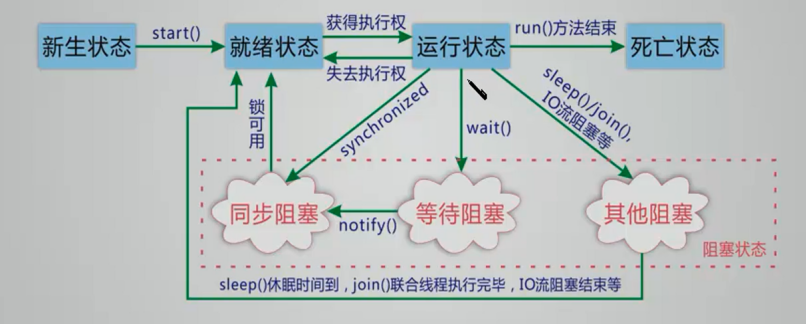 新生状态
start()
就绪状态
获得执行权
失去执行权
运行状态
run()方法结束
死亡状态
锁可用
synchronized
wait()
sleep()/join(),
IO流阻塞等
同步阻塞
notify()
等待阻塞
其他阻塞
阻塞状态
sleep()休眠时间到，join()联合线程执行完毕，IO流阻塞结束等